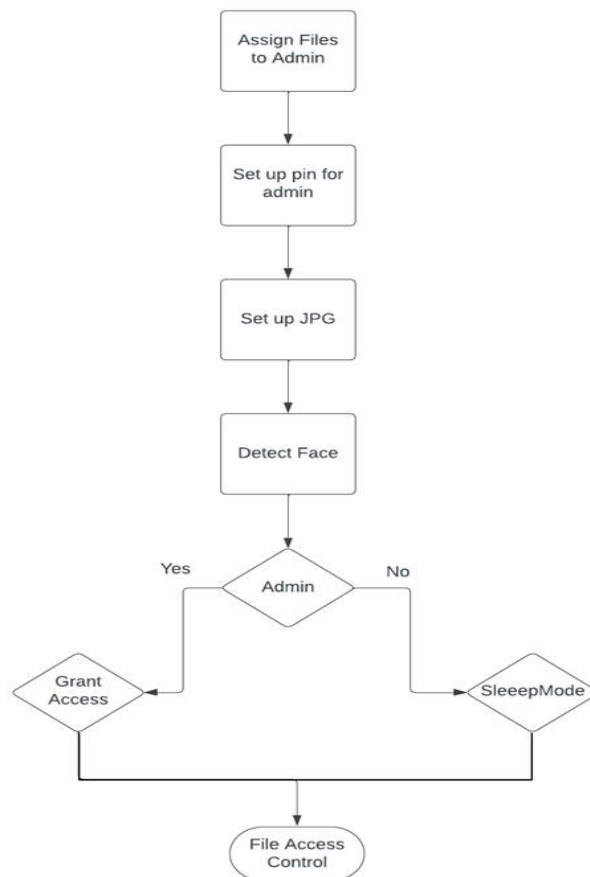 Assign Files
to Admin
Set up pin for
admin
Set up JPG
Detect Face
Yes
Admin
No
Grant
Access
SleeepMode
File Access
Control